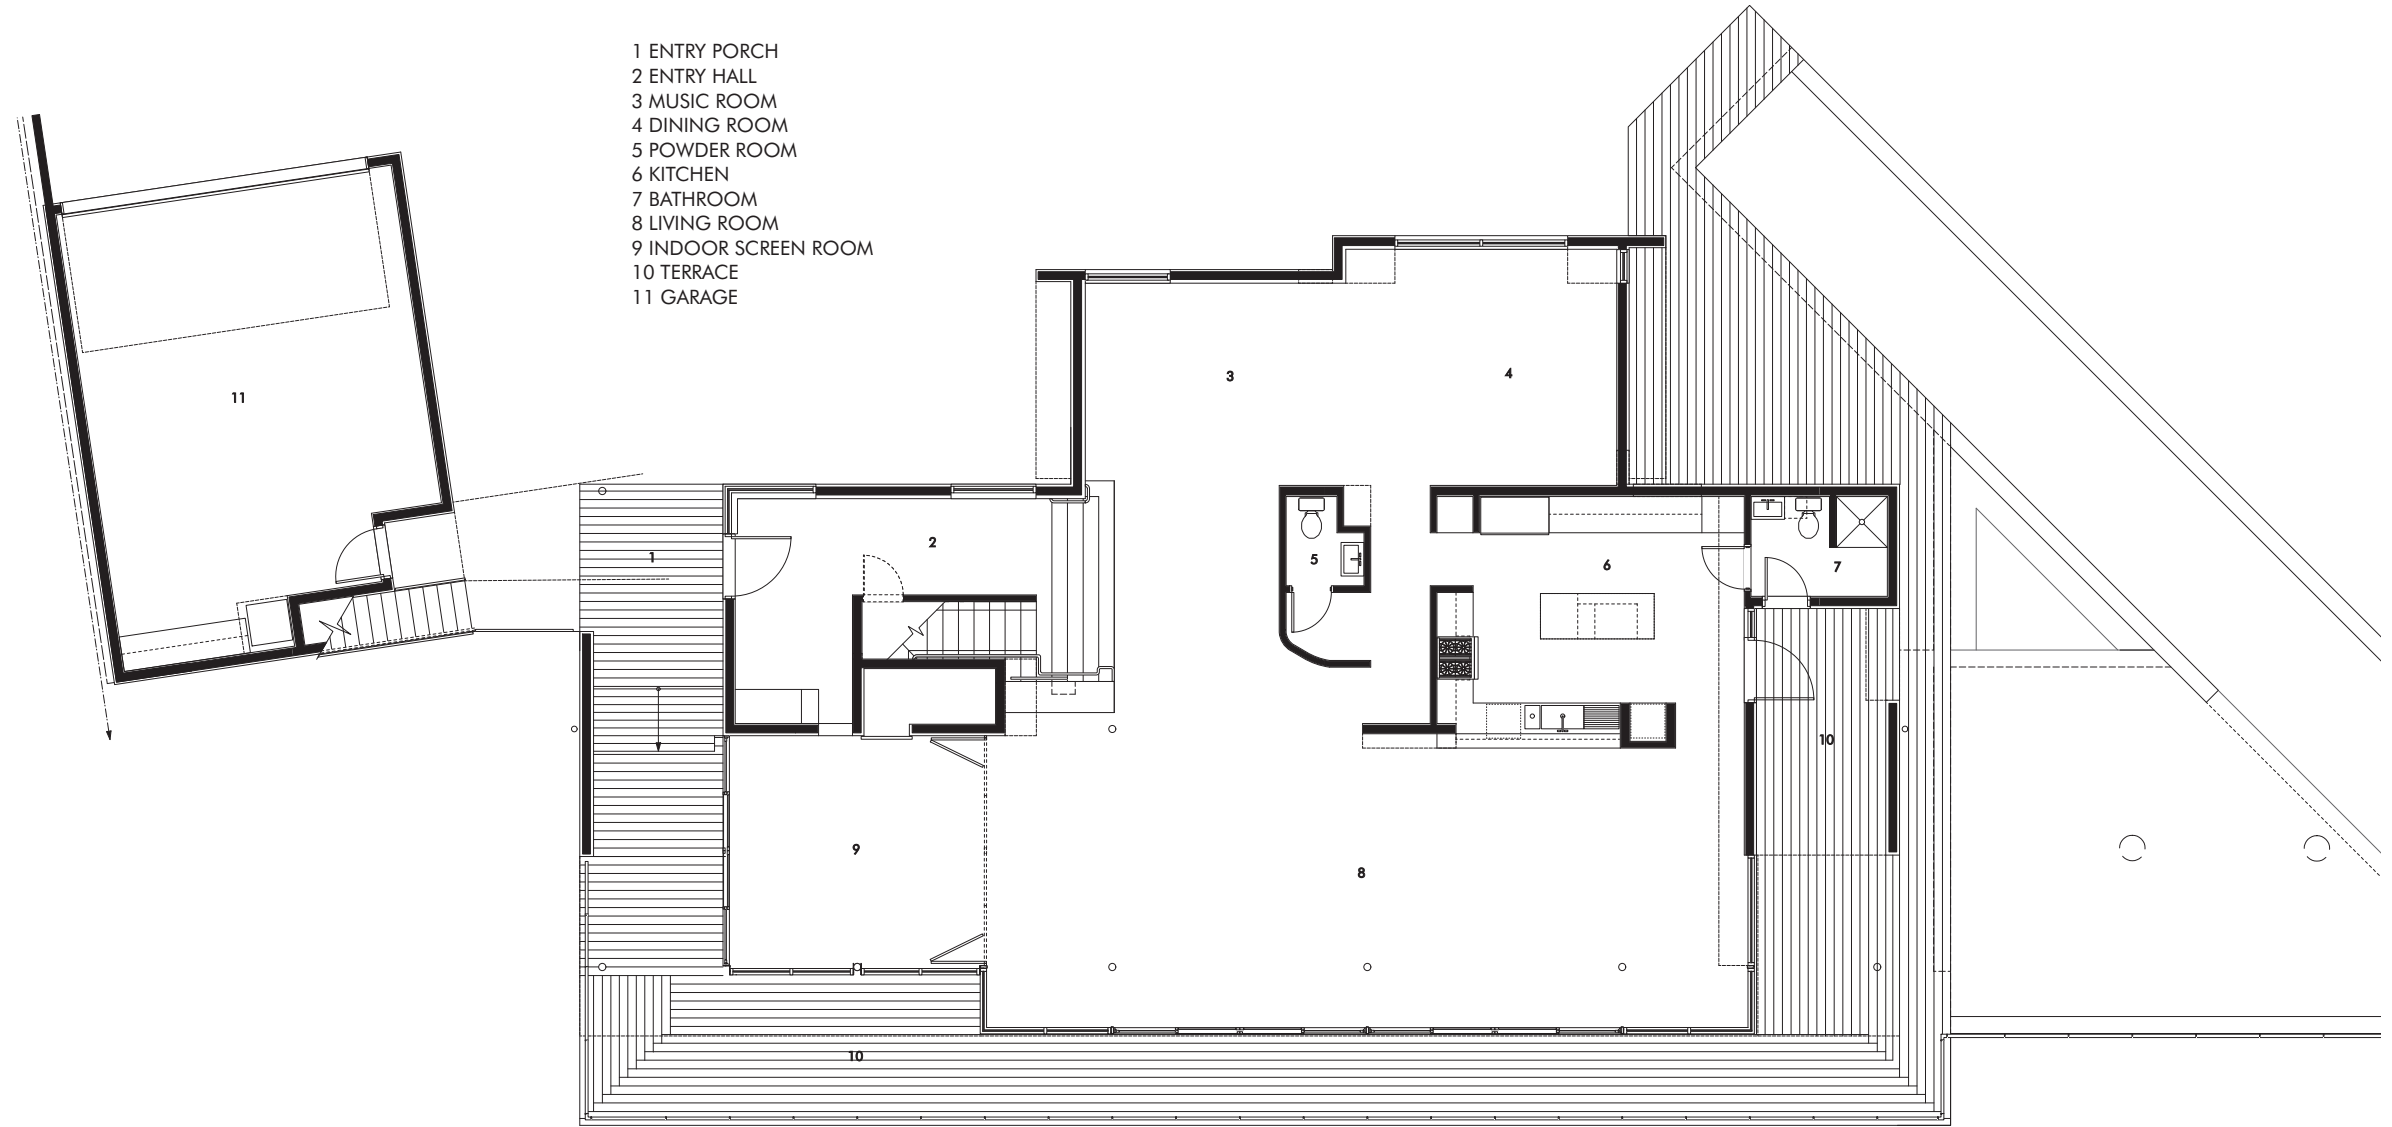 1 ENTRY PORCH
2 ENTRY HALL
3 MUSIC ROOM
4 DINING ROOM
5 POWDER ROOM
6 KITCHEN
7 BATHROOM
8 LIVING ROOM
9 INDOOR SCREEN ROOM
10 TERRACE
11 GARAGE
3
4
11
2
1
5
6
7
10
9
8
10